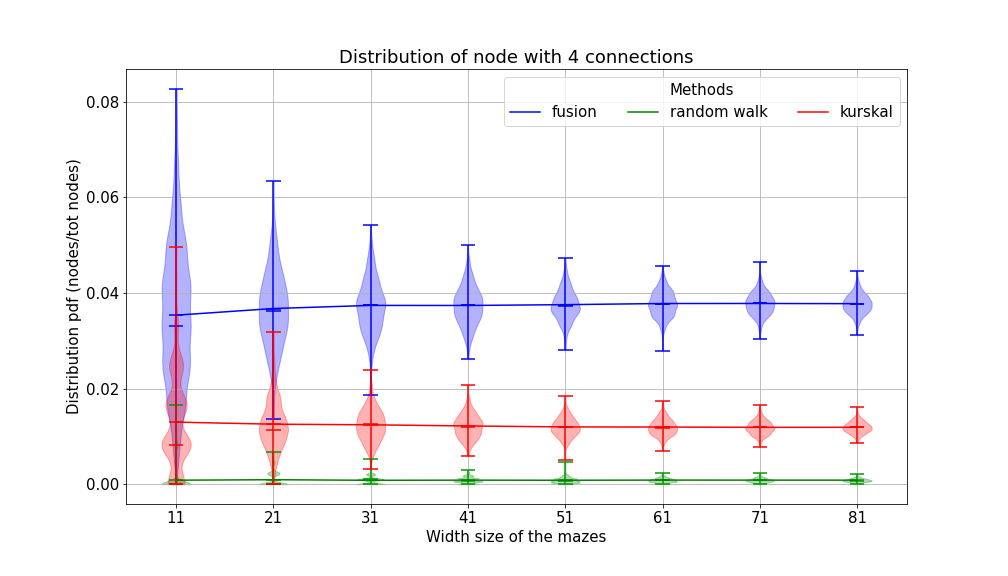 Distribution of node with 4 connections
Methods
fusion random walk kurskal
Distribution pdf (nodes/tot nodes)
0.08
0.06
0.04
0.02
0.00
11 21 31 41 51 61 71 81
Width size of the mazes